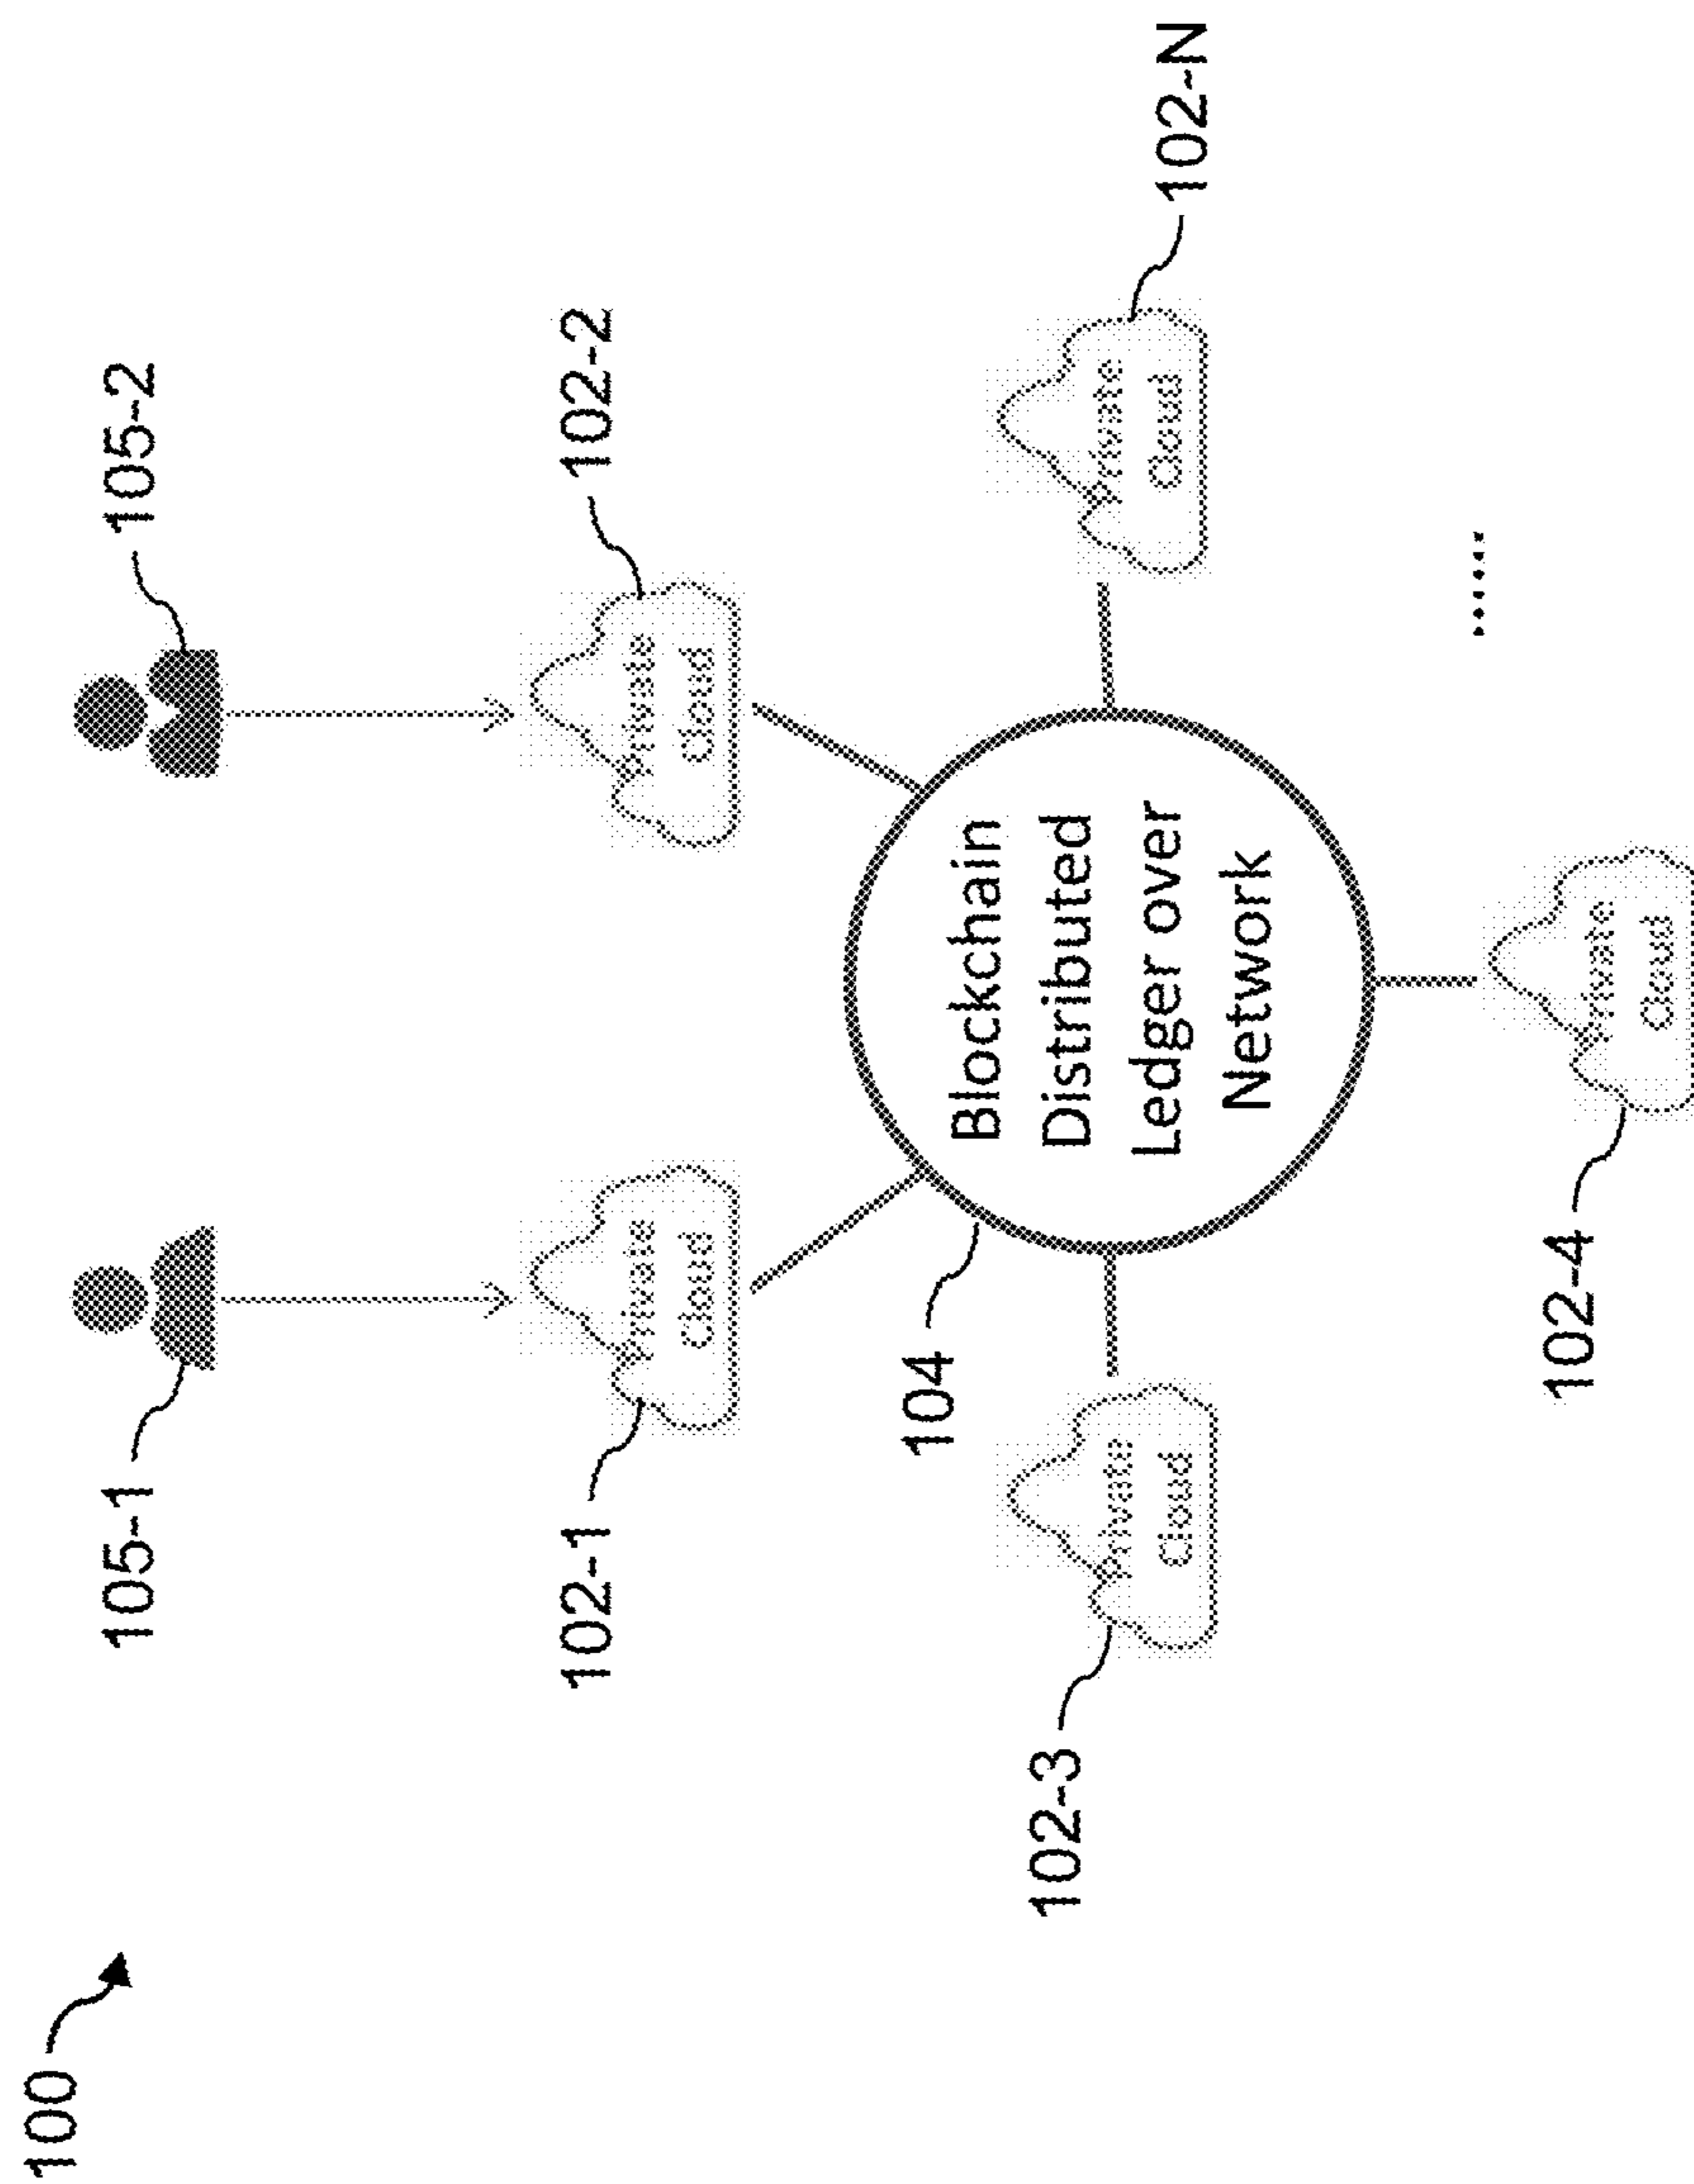 100
105-1
105-2
102-1
102-2
Private
Cloud
Private
Cloud
104
Blockchain
Distributed
Ledger over
Network
102-3
Private
Cloud
102-N
Private
Cloud
102-4
Private
Cloud
......